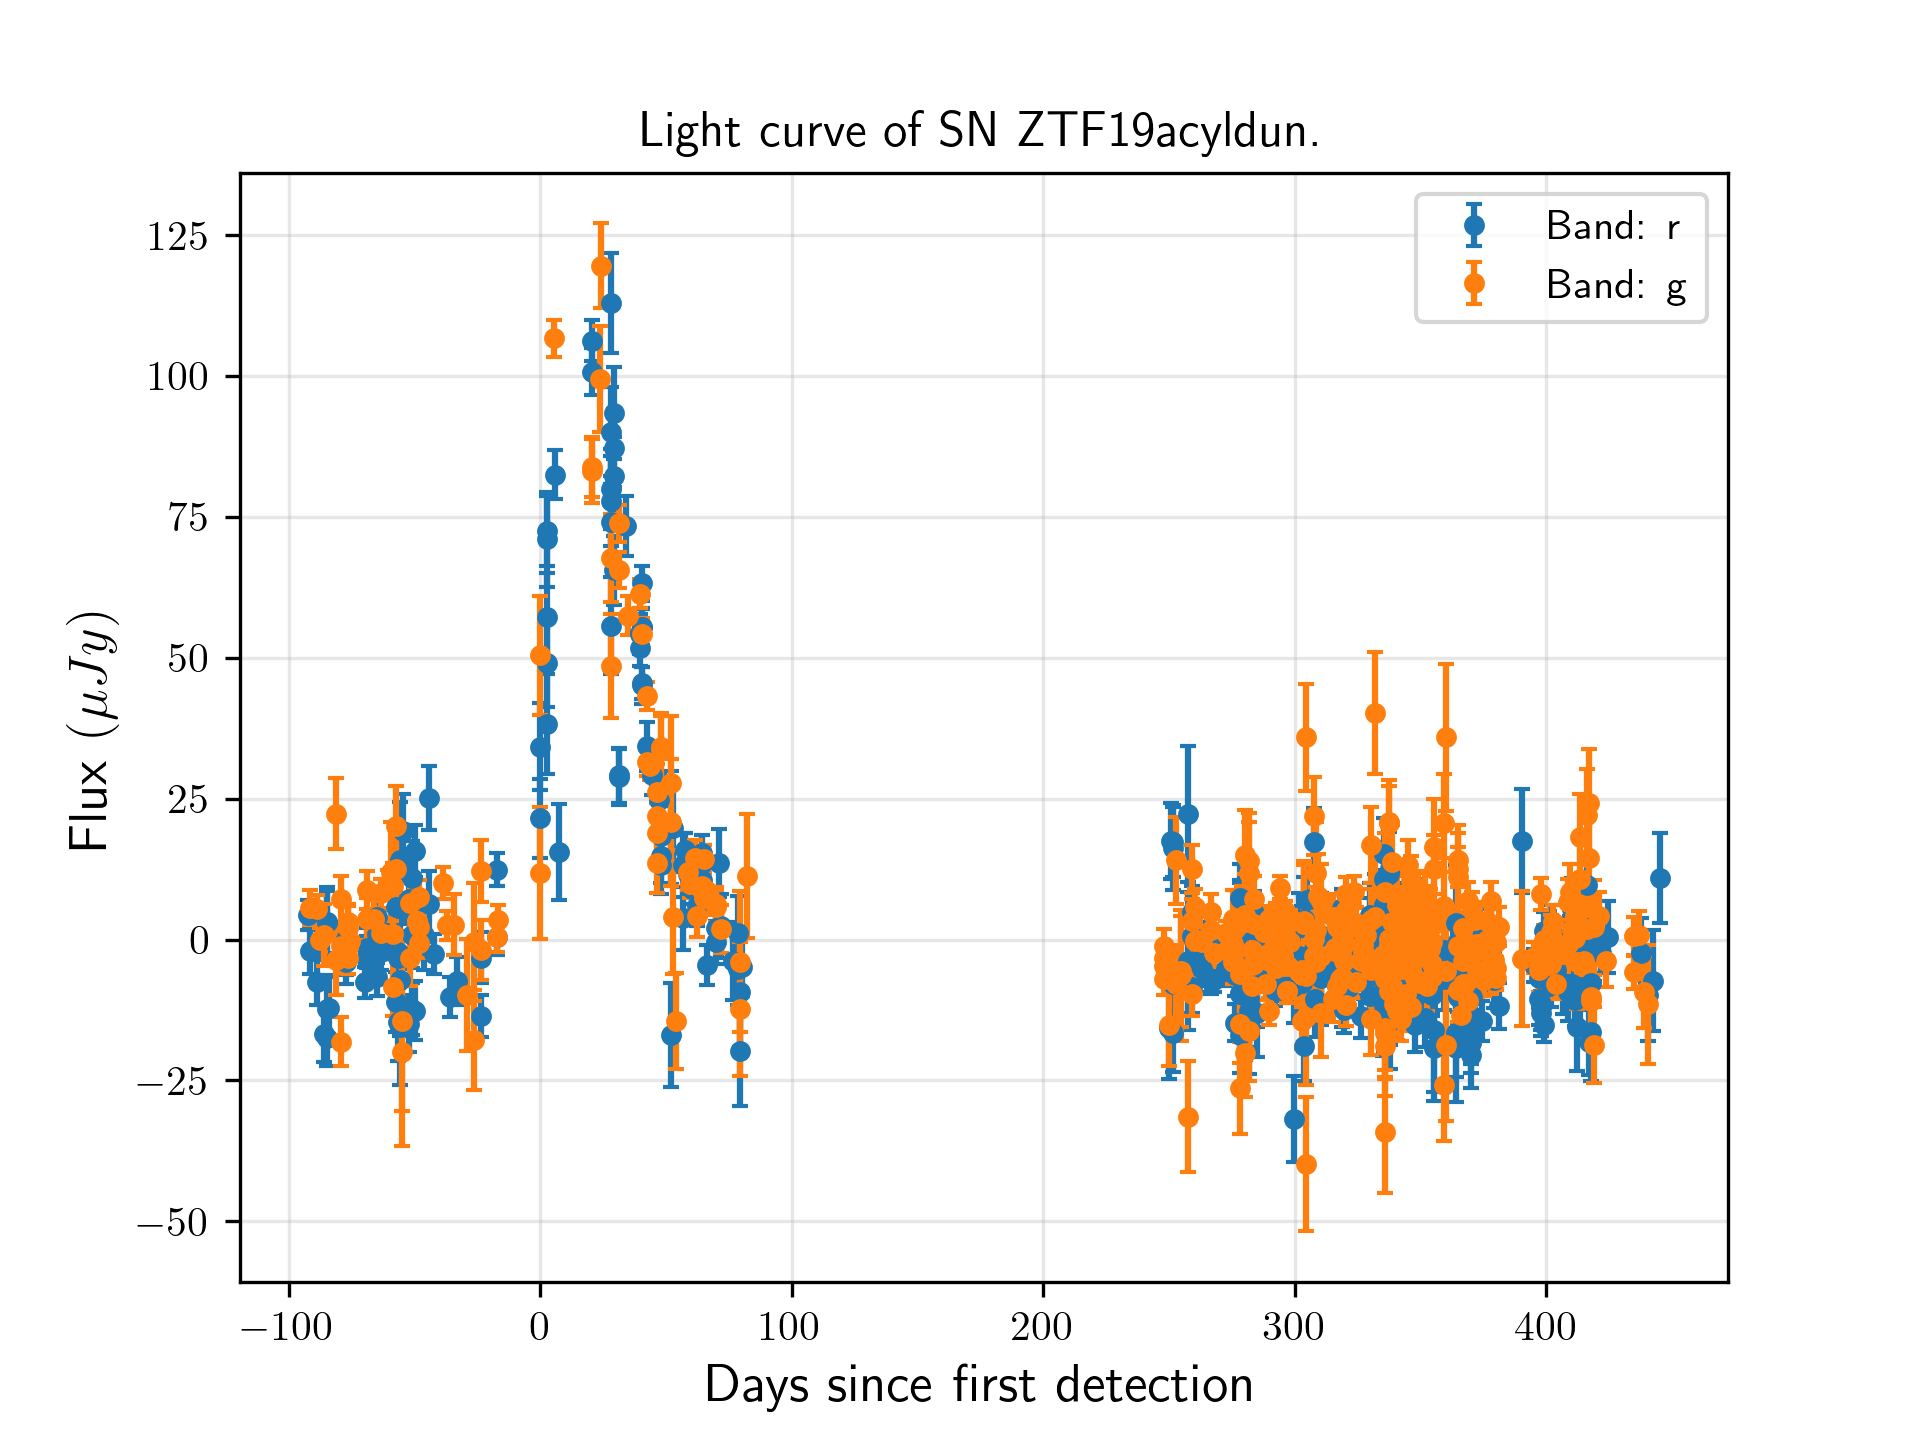 Light curve of SN ZTF19acyldun.
Band: r
Band: g
125
100
75
50
25
0
−25
−50
Flux (μJy)
−100 0 100 200 300 400
Days since first detection